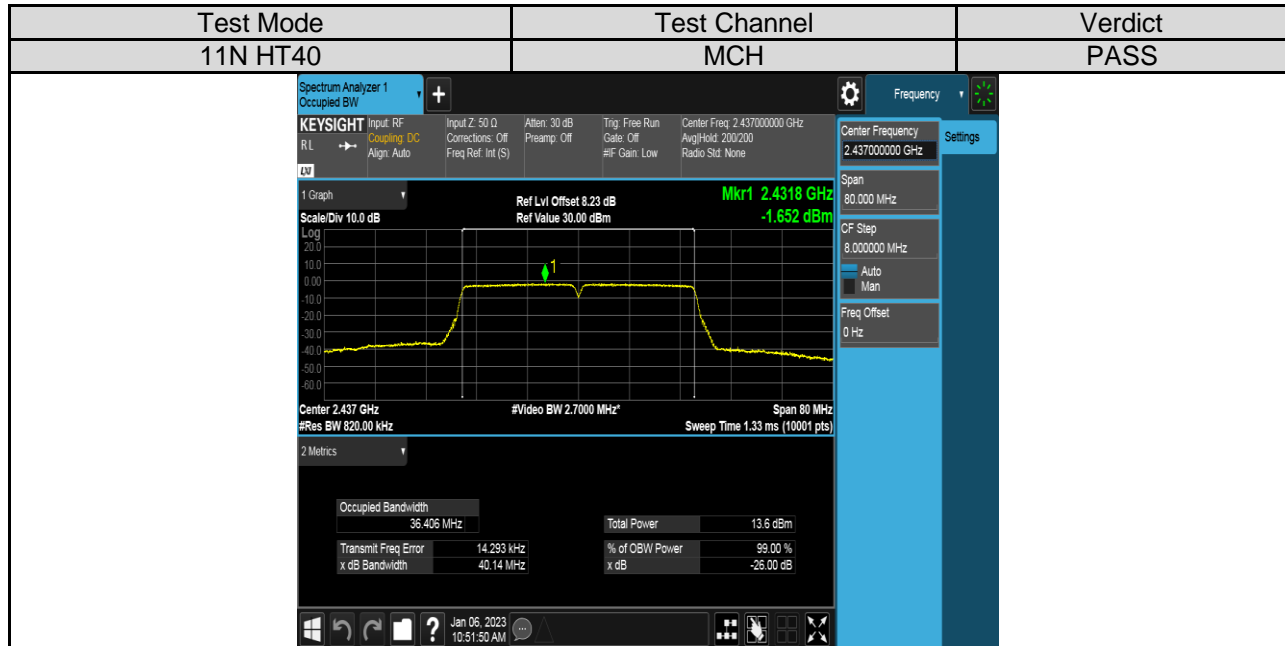 Test Mode Test Channel Verdict
11N HT40 MCH PASS
Spectrum Analyzer 1
Occupied BW
+
Frequency
KEYSIGHT Input: RF Input Z: 50 Ω Atten: 30 dB Trig: Free Run Center Freq: 2.437000000 GHz
RL Coupling: DC Corrections: Off Preamp: Off Gate: Off Avg|Hold: 200/200
Align: Auto Freq Ref: Int (S) #IF Gain: Low Radio Std: None
LXI
Center Frequency
2.437000000 GHz
Settings
Span
80.000 MHz
CF Step
8.000000 MHz
Auto
Man
Freq Offset
0 Hz
1 Graph Ref Lvl Offset 8.23 dB Mkr1 2.4318 GHz
Scale/Div 10.0 dB Ref Value 30.00 dBm -1.652 dBm
Log
20.0
10.0
1
0.00
-10.0
-20.0
-30.0
-40.0
-50.0
-60.0
Center 2.437 GHz #Video BW 2.7000 MHz* Span 80 MHz
#Res BW 820.00 kHz Sweep Time 1.33 ms (10001 pts)
2 Metrics
Occupied Bandwidth
36.406 MHz Total Power 13.6 dBm
Transmit Freq Error 14.293 kHz % of OBW Power 99.00 %
x dB Bandwidth 40.14 MHz x dB -26.00 dB
? Jan 06, 2023
10:51:50 AM